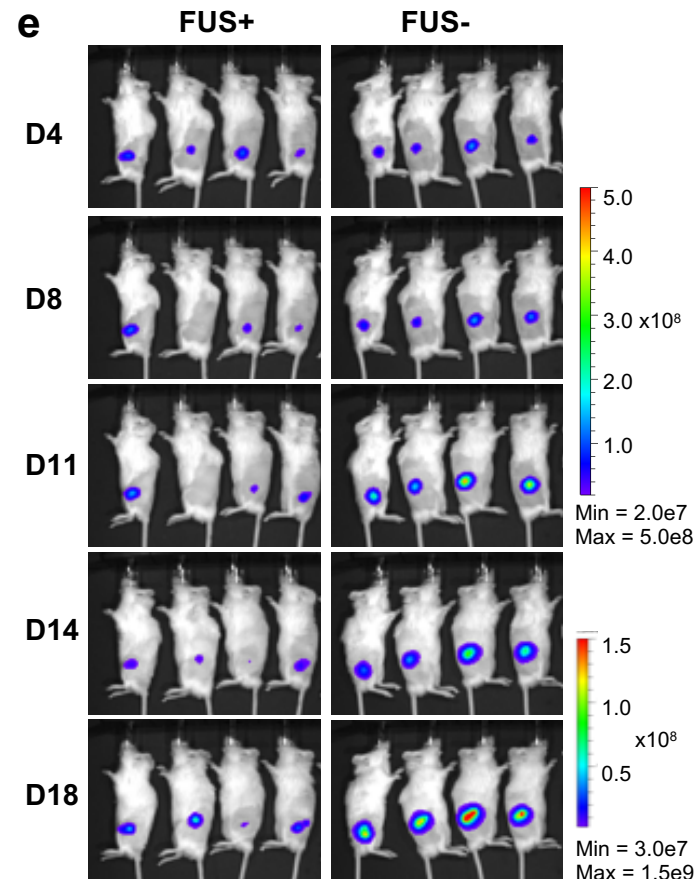 e
FUS+ FUS-
D4
D8
D11
D14
D18
5.0
4.0
3.0 x10⁸
2.0
1.0
Min = 2.0e7
Max = 5.0e8
1.5
1.0
x10⁸
0.5
Min = 3.0e7
Max = 1.5e9